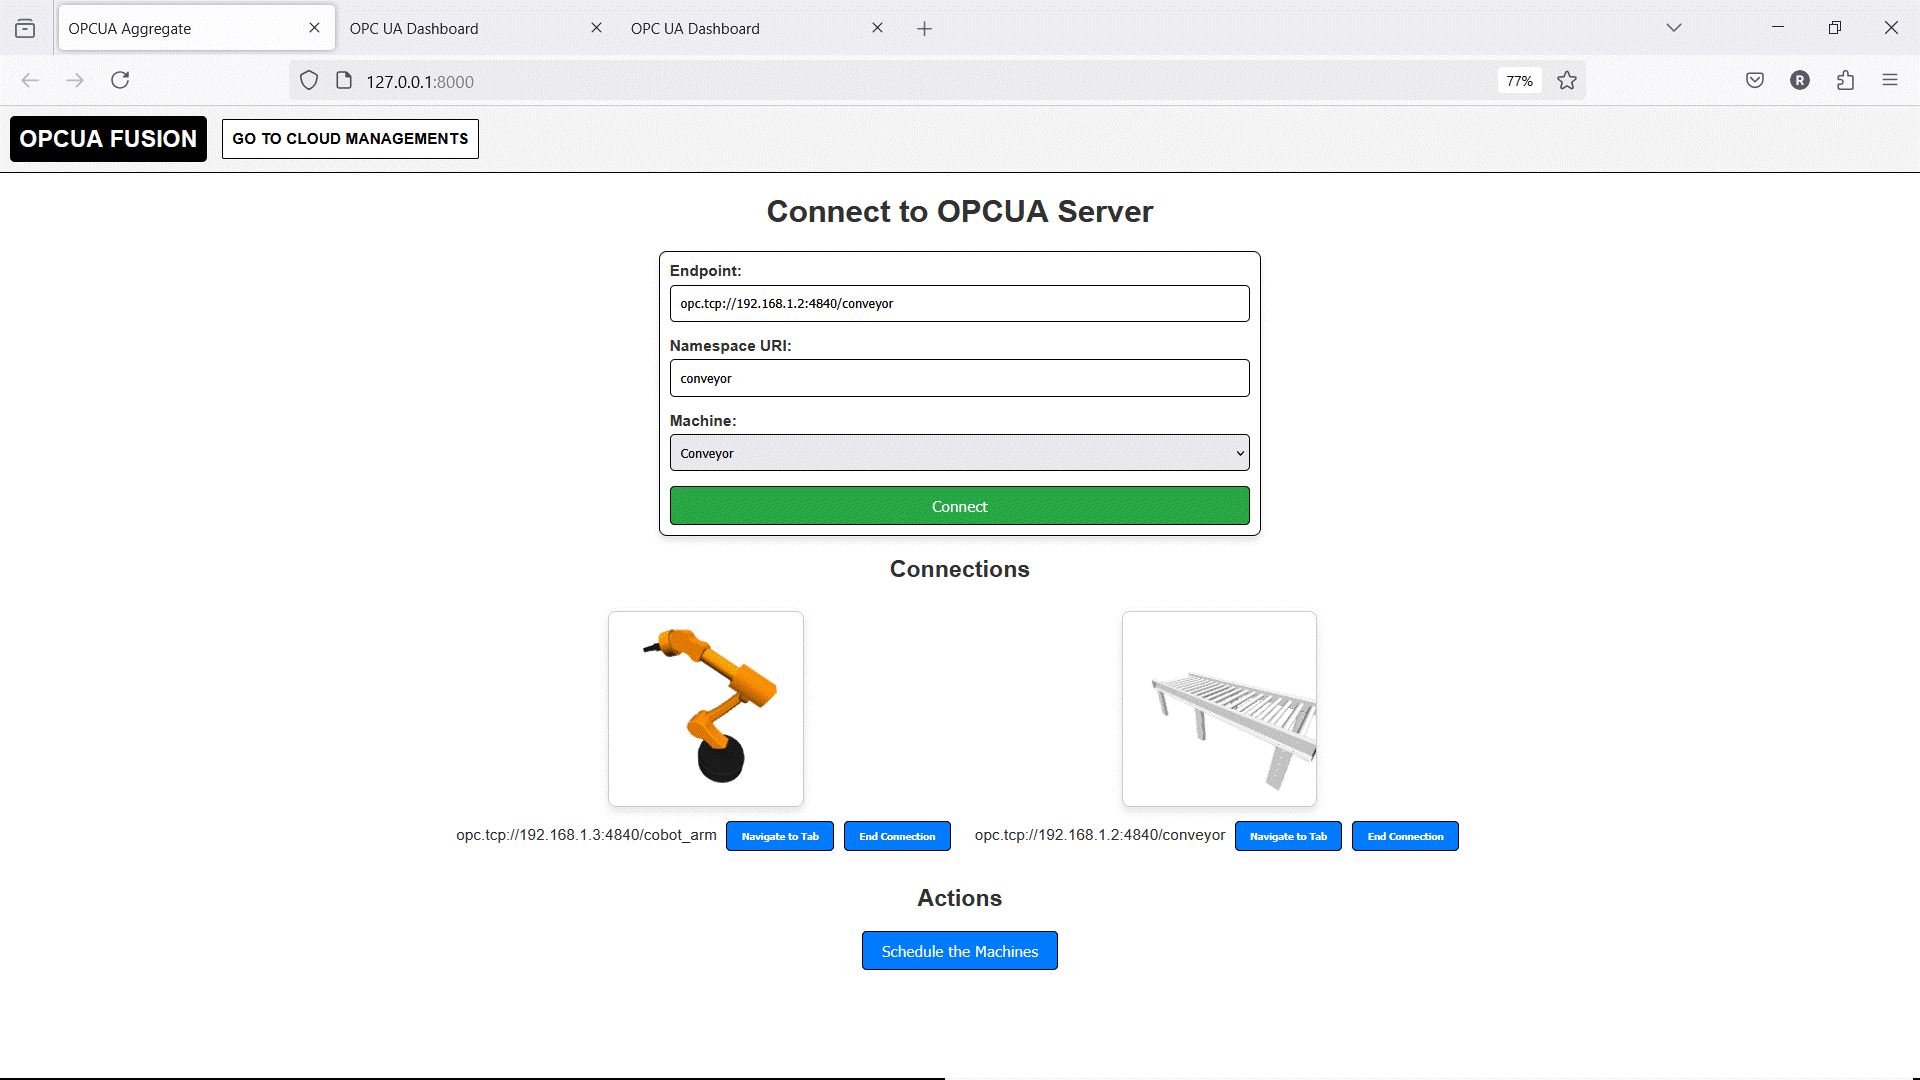 OPCUA Aggregate
OPC UA Dashboard
OPC UA Dashboard
127.0.0.1:8000
77%
R
OPCUA FUSION
GO TO CLOUD MANAGEMENTS
Connect to OPCUA Server
Endpoint:
opc.tcp://192.168.1.2:4840/conveyor
Namespace URI:
conveyor
Machine:
Conveyor
Connect
Connections
opc.tcp://192.168.1.3:4840/cobot_arm Navigate to Tab End Connection
opc.tcp://192.168.1.2:4840/conveyor Navigate to Tab End Connection
Actions
Schedule the Machines